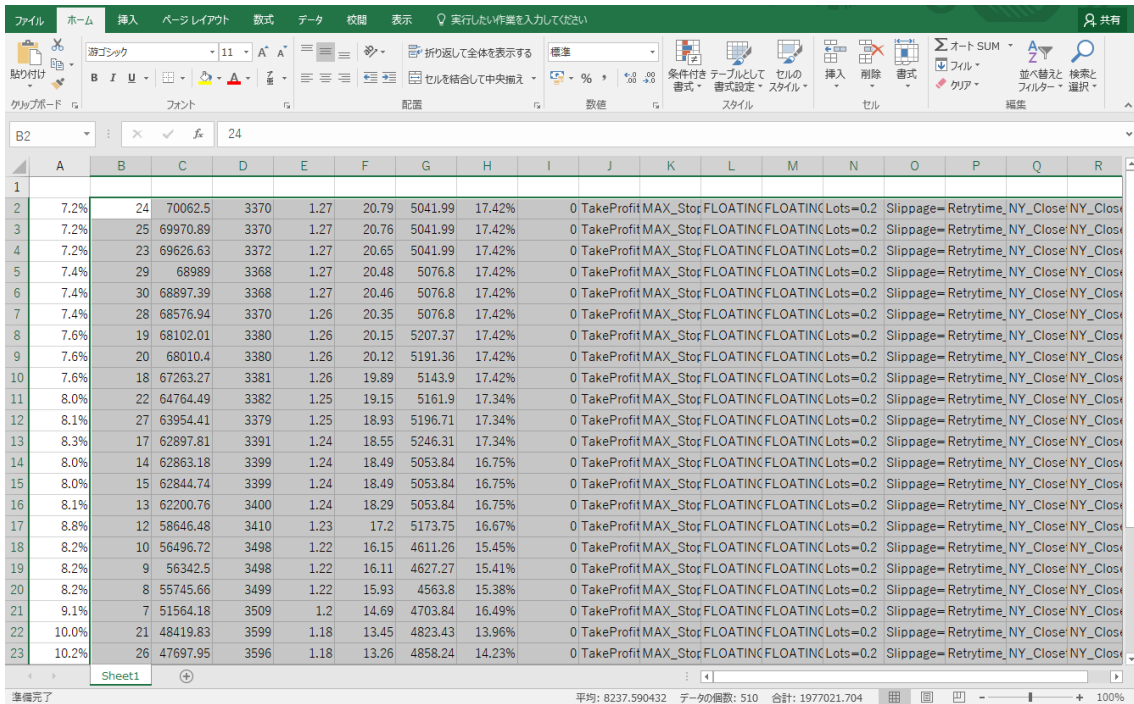 ファイル ホーム 挿入 ページ レイアウト 数式 データ 校閲 表示 実行したい作業を入力してください 共有
貼り付け 游ゴシック 11 A A 折り返して全体を表示する 標準 オート SUM
B I U A セルを結合して中央揃え % , 条件付き書式 テーブルとして書式設定 セルのスタイル 挿入 削除 書式 フィル クリア 並べ替えとフィルター 検索と選択
クリップボード フォント 配置 数値 スタイル セル 編集
B2 fx 24
A B C D E F G H I J K L M N O P Q R
1
2 7.2% 24 70062.5 3370 1.27 20.79 5041.99 17.42% 0 TakeProfit MAX_Stop FLOATING FLOATING Lots=0.2 Slippage= Retrytime_ NY_Close NY_Close
3 7.2% 25 69970.89 3370 1.27 20.76 5041.99 17.42% 0 TakeProfit MAX_Stop FLOATING FLOATING Lots=0.2 Slippage= Retrytime_ NY_Close NY_Close
4 7.2% 23 69626.63 3372 1.27 20.65 5041.99 17.42% 0 TakeProfit MAX_Stop FLOATING FLOATING Lots=0.2 Slippage= Retrytime_ NY_Close NY_Close
5 7.4% 29 68989 3368 1.27 20.48 5076.8 17.42% 0 TakeProfit MAX_Stop FLOATING FLOATING Lots=0.2 Slippage= Retrytime_ NY_Close NY_Close
6 7.4% 30 68897.39 3368 1.27 20.46 5076.8 17.42% 0 TakeProfit MAX_Stop FLOATING FLOATING Lots=0.2 Slippage= Retrytime_ NY_Close NY_Close
7 7.4% 28 68576.94 3370 1.26 20.35 5076.8 17.42% 0 TakeProfit MAX_Stop FLOATING FLOATING Lots=0.2 Slippage= Retrytime_ NY_Close NY_Close
8 7.6% 19 68102.01 3380 1.26 20.15 5207.37 17.42% 0 TakeProfit MAX_Stop FLOATING FLOATING Lots=0.2 Slippage= Retrytime_ NY_Close NY_Close
9 7.6% 20 68010.4 3380 1.26 20.12 5191.36 17.42% 0 TakeProfit MAX_Stop FLOATING FLOATING Lots=0.2 Slippage= Retrytime_ NY_Close NY_Close
10 7.6% 18 67263.27 3381 1.26 19.89 5143.9 17.42% 0 TakeProfit MAX_Stop FLOATING FLOATING Lots=0.2 Slippage= Retrytime_ NY_Close NY_Close
11 8.0% 22 64764.49 3382 1.25 19.15 5161.9 17.34% 0 TakeProfit MAX_Stop FLOATING FLOATING Lots=0.2 Slippage= Retrytime_ NY_Close NY_Close
12 8.1% 27 63954.41 3379 1.25 18.93 5196.71 17.34% 0 TakeProfit MAX_Stop FLOATING FLOATING Lots=0.2 Slippage= Retrytime_ NY_Close NY_Close
13 8.3% 17 62897.81 3391 1.24 18.55 5246.31 17.34% 0 TakeProfit MAX_Stop FLOATING FLOATING Lots=0.2 Slippage= Retrytime_ NY_Close NY_Close
14 8.0% 14 62863.18 3399 1.24 18.49 5053.84 16.75% 0 TakeProfit MAX_Stop FLOATING FLOATING Lots=0.2 Slippage= Retrytime_ NY_Close NY_Close
15 8.0% 15 62844.74 3399 1.24 18.49 5053.84 16.75% 0 TakeProfit MAX_Stop FLOATING FLOATING Lots=0.2 Slippage= Retrytime_ NY_Close NY_Close
16 8.1% 13 62200.76 3400 1.24 18.29 5053.84 16.75% 0 TakeProfit MAX_Stop FLOATING FLOATING Lots=0.2 Slippage= Retrytime_ NY_Close NY_Close
17 8.8% 12 58646.48 3410 1.23 17.2 5173.75 16.67% 0 TakeProfit MAX_Stop FLOATING FLOATING Lots=0.2 Slippage= Retrytime_ NY_Close NY_Close
18 8.2% 10 56496.72 3498 1.22 16.15 4611.26 15.45% 0 TakeProfit MAX_Stop FLOATING FLOATING Lots=0.2 Slippage= Retrytime_ NY_Close NY_Close
19 8.2% 9 56342.5 3498 1.22 16.11 4627.27 15.41% 0 TakeProfit MAX_Stop FLOATING FLOATING Lots=0.2 Slippage= Retrytime_ NY_Close NY_Close
20 8.2% 8 55745.66 3499 1.22 15.93 4563.8 15.38% 0 TakeProfit MAX_Stop FLOATING FLOATING Lots=0.2 Slippage= Retrytime_ NY_Close NY_Close
21 9.1% 7 51564.18 3509 1.2 14.69 4703.84 16.49% 0 TakeProfit MAX_Stop FLOATING FLOATING Lots=0.2 Slippage= Retrytime_ NY_Close NY_Close
22 10.0% 21 48419.83 3599 1.18 13.45 4823.43 13.96% 0 TakeProfit MAX_Stop FLOATING FLOATING Lots=0.2 Slippage= Retrytime_ NY_Close NY_Close
23 10.2% 26 47697.95 3596 1.18 13.26 4858.24 14.23% 0 TakeProfit MAX_Stop FLOATING FLOATING Lots=0.2 Slippage= Retrytime_ NY_Close NY_Close
Sheet1
準備完了 平均: 8237.590432 データの個数: 510 合計: 1977021.704 100%